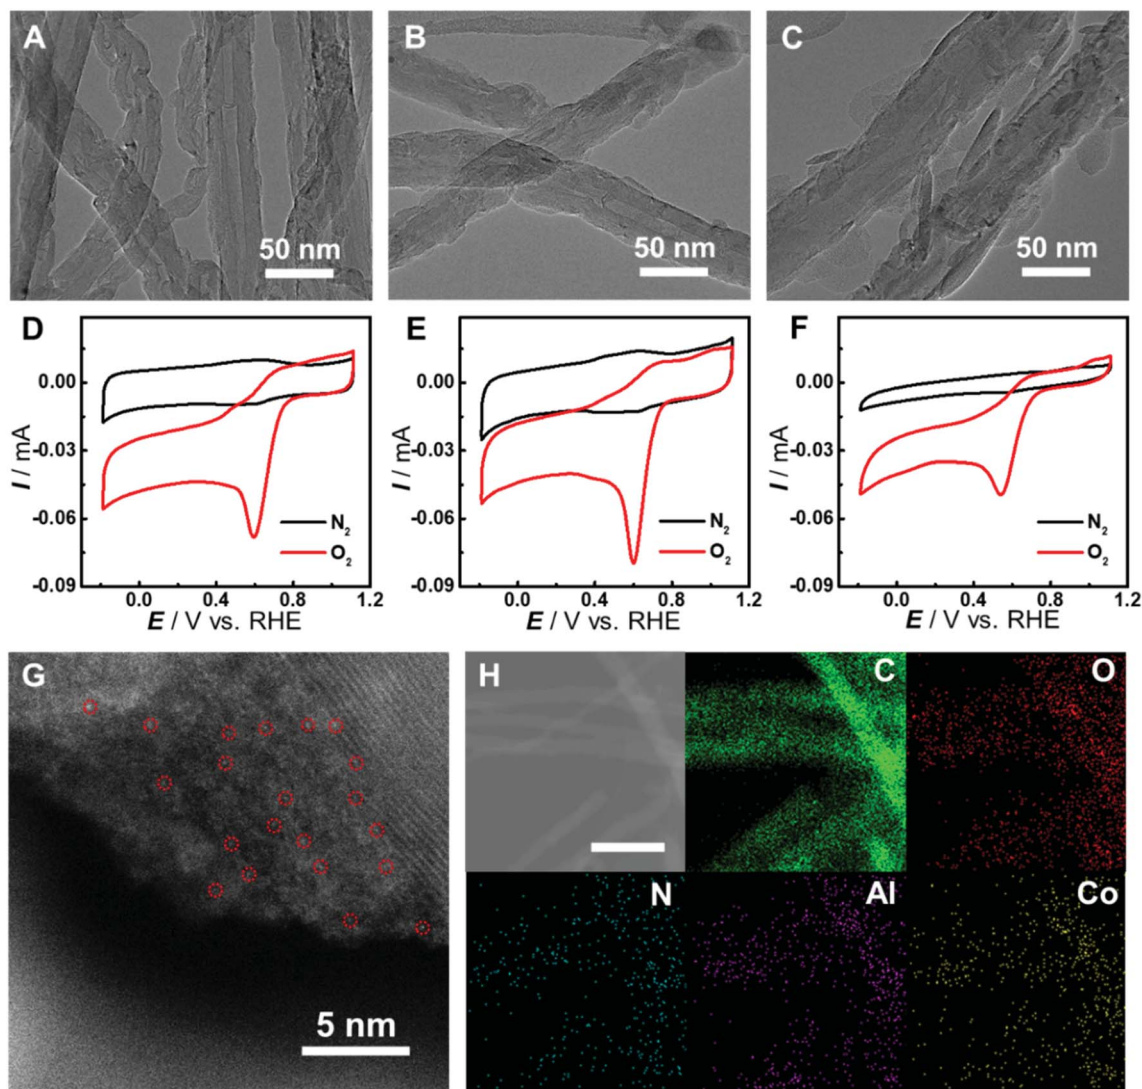 A
B
C
50 nm
50 nm
50 nm
D
E
F
I / mA
0.00
-0.03
-0.06
-0.09
N2
O2
0.0 0.4 0.8 1.2
E / V vs. RHE
I / mA
0.00
-0.03
-0.06
-0.09
N2
O2
0.0 0.4 0.8 1.2
E / V vs. RHE
I / mA
0.00
-0.03
-0.06
-0.09
N2
O2
0.0 0.4 0.8 1.2
E / V vs. RHE
G
5 nm
H
C
O
N
Al
Co